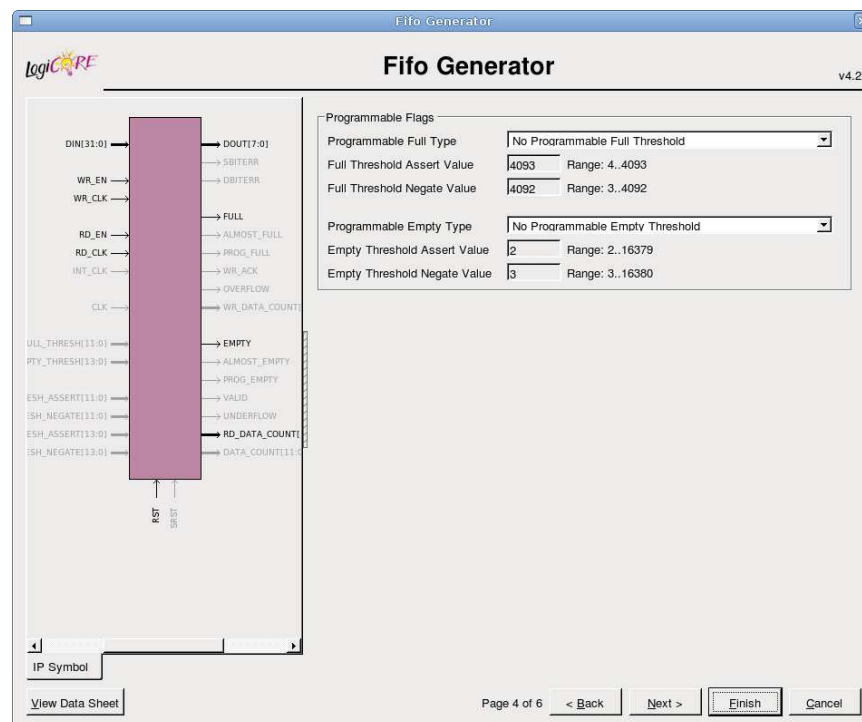 Fifo Generator
LogiCORE
Fifo Generator
v4.2
DIN[31:0]
WR_EN
WR_CLK
RD_EN
RD_CLK
INT_CLK
CLK
ULL_THRESH[11:0]
PTY_THRESH[13:0]
ESH_ASSERT[11:0]
ESH_NEGATE[11:0]
ESH_ASSERT[13:0]
ESH_NEGATE[13:0]
DOUT[7:0]
SBITERR
DBITERR
FULL
ALMOST_FULL
PROG_FULL
WR_ACK
OVERFLOW
WR_DATA_COUNT[
EMPTY
ALMOST_EMPTY
PROG_EMPTY
VALID
UNDERFLOW
RD_DATA_COUNT[
DATA_COUNT[11:0
RST
SRST
IP Symbol
Programmable Flags
Programmable Full Type No Programmable Full Threshold
Full Threshold Assert Value 4093 Range: 4..4093
Full Threshold Negate Value 4092 Range: 3..4092
Programmable Empty Type No Programmable Empty Threshold
Empty Threshold Assert Value 2 Range: 2..16379
Empty Threshold Negate Value 3 Range: 3..16380
View Data Sheet
Page 4 of 6
< Back
Next >
Finish
Cancel